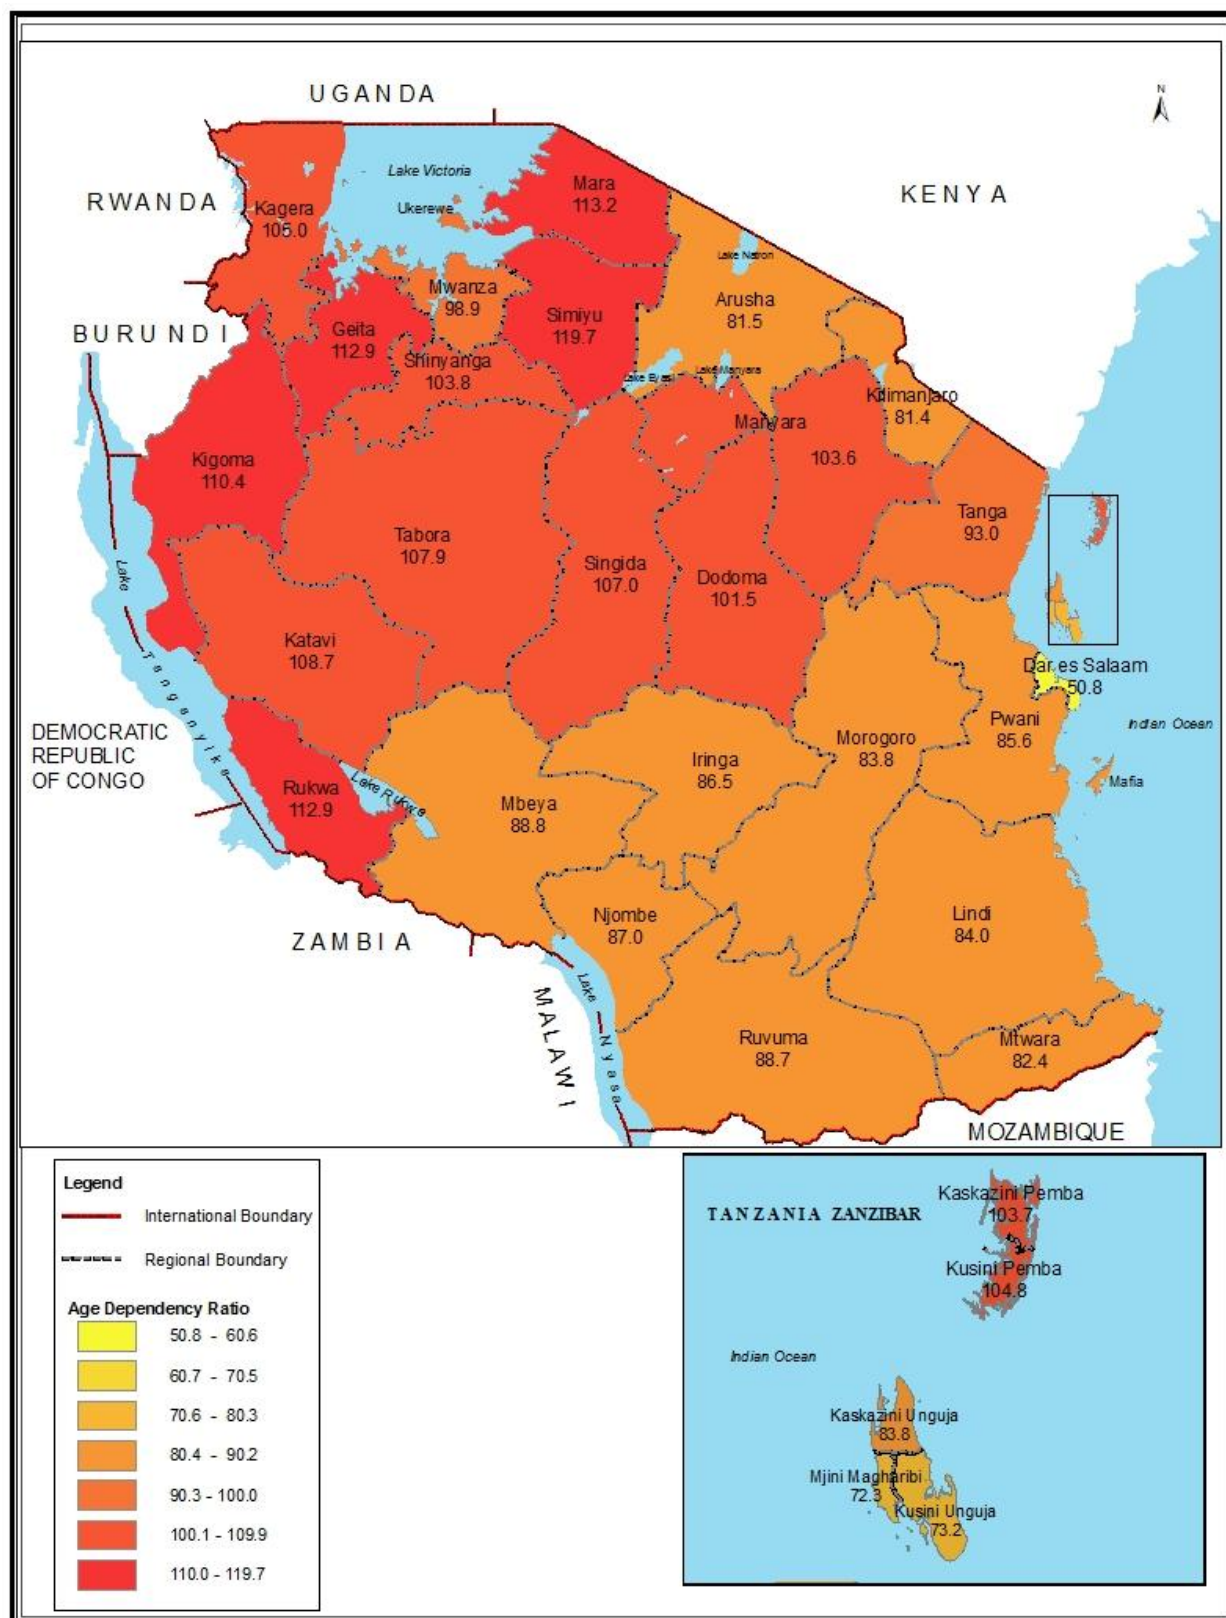 N
UGANDA
KENYA
RWANDA
BURUNDI
Lake Victoria
Ukerewe
Mara
113.2
Kagera
105.0
Mwanza
98.9
Simiyu
119.7
Lake Natron
Arusha
81.5
Geita
112.9
Shinyanga
103.8
Lake Eyasi
Lake Manyara
Kilimanjaro
81.4
Manyara
103.6
Kigoma
110.4
Tabora
107.9
Singida
107.0
Dodoma
101.5
Tanga
93.0
Katavi
108.7
Lake Tanganyika
Dar es Salaam
50.8
Pwani
85.6
Indian Ocean
Mafia
DEMOCRATIC
REPUBLIC
OF CONGO
Rukwa
112.9
Lake Rukwa
Mbeya
88.8
Iringa
86.5
Morogoro
83.8
Njombe
87.0
Lindi
84.0
ZAMBIA
MALAWI
Lake Nyasa
Ruvuma
88.7
Mtwara
82.4
MOZAMBIQUE
Legend
International Boundary
Regional Boundary
Age Dependency Ratio
50.8 - 60.6
60.7 - 70.5
70.6 - 80.3
80.4 - 90.2
90.3 - 100.0
100.1 - 109.9
110.0 - 119.7
TANZANIA ZANZIBAR
Kaskazini Pemba
103.7
Kusini Pemba
104.8
Indian Ocean
Kaskazini Unguja
83.8
Mjini Magharibi
72.3
Kusini Unguja
73.2